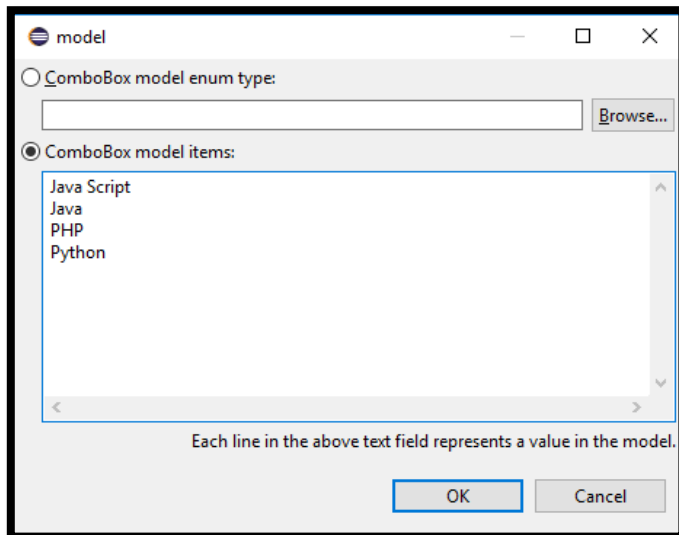 model
ComboBox model enum type:
Browse...
ComboBox model items:
Java Script
Java
PHP
Python
Each line in the above text field represents a value in the model.
OK Cancel